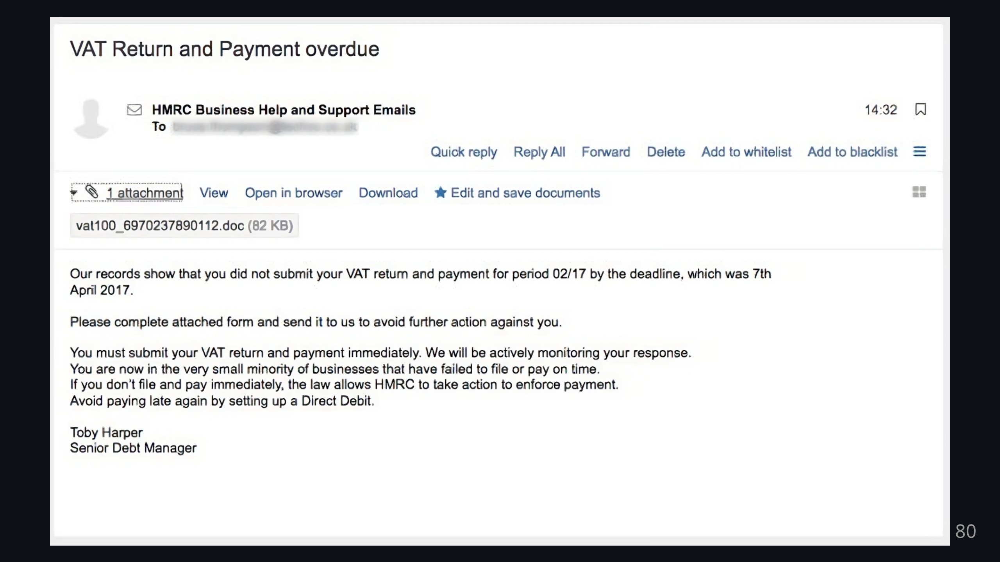 VAT Return and Payment overdue
HMRC Business Help and Support Emails
14:32
To
Quick reply Reply All Forward Delete Add to whitelist Add to blacklist
1 attachment View Open in browser Download Edit and save documents
vat100_6970237890112.doc (82 KB)
Our records show that you did not submit your VAT return and payment for period 02/17 by the deadline, which was 7th
April 2017.
Please complete attached form and send it to us to avoid further action against you.
You must submit your VAT return and payment immediately. We will be actively monitoring your response.
You are now in the very small minority of businesses that have failed to file or pay on time.
If you don't file and pay immediately, the law allows HMRC to take action to enforce payment.
Avoid paying late again by setting up a Direct Debit.
Toby Harper
Senior Debt Manager
80